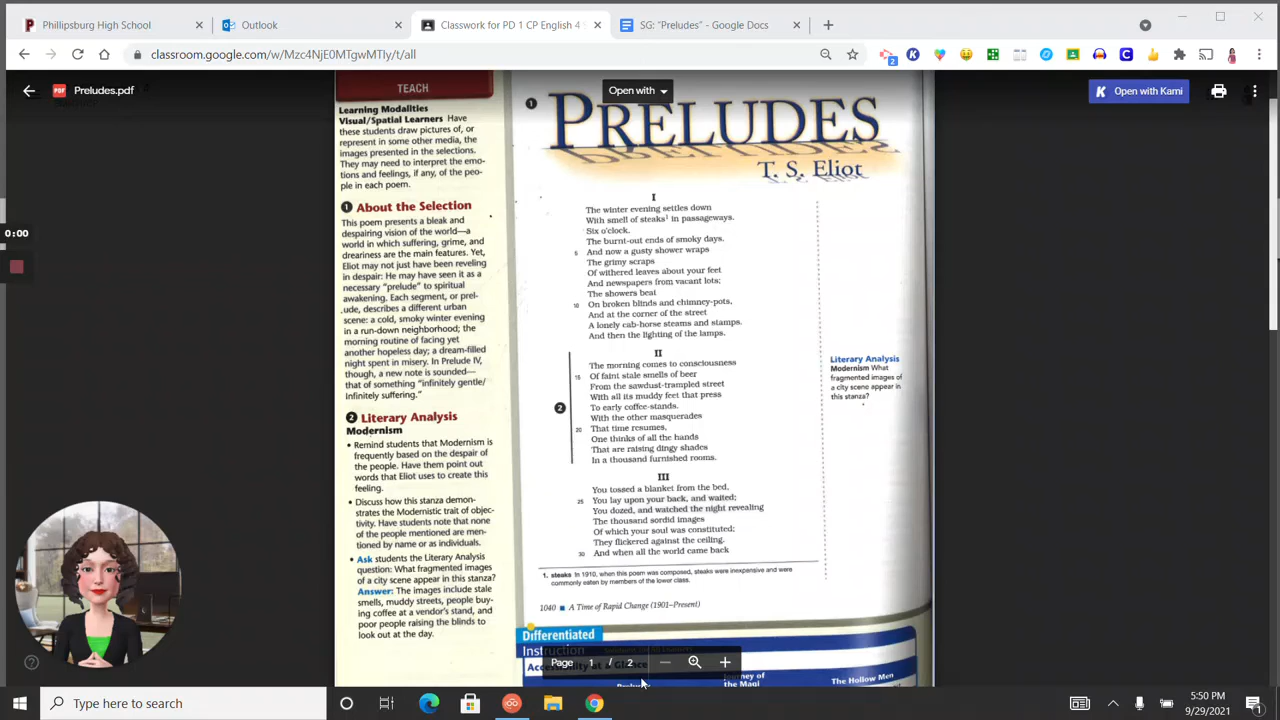 Phillipsburg High School
Outlook
Classwork for PD 1 CP English 4
SG: "Preludes" - Google Docs
classroom.google.com/w/Mzc4NjE0MTgwMTIy/t/all
2
PDF
Preludes.pdf
Open with
K Open with Kami
0:00
TEACH
Learning Modalities
Visual/Spatial Learners Have
these students draw pictures of, or
represent in some other media, the
images presented in the selections.
They may need to interpret the emo-
tions and feelings, if any, of the peo-
ple in each poem.
1 About the Selection
This poem presents a bleak and
despairing vision of the world—a
world in which suffering, grime, and
dreariness are the main features. Yet,
Eliot may not just have been reveling
in despair: He may have seen it as a
necessary "prelude" to spiritual
awakening. Each segment, or prel-
ude, describes a different urban
scene: a cold, smoky winter evening
in a run-down neighborhood; the
morning routine of facing yet
another hopeless day; a dream-filled
night spent in misery. In Prelude IV,
though, a new note is sounded—
that of something "infinitely gentle/
Infinitely suffering."
2 Literary Analysis
Modernism
• Remind students that Modernism is
frequently based on the despair of
the people. Have them point out
words that Eliot uses to create this
feeling.
• Discuss how this stanza demon-
strates the Modernistic trait of objec-
tivity. Have students note that none
of the people mentioned are men-
tioned by name or as individuals.
• Ask students the Literary Analysis
question: What fragmented images
of a city scene appear in this stanza?
Answer: The images include stale
smells, muddy streets, people buy-
ing coffee at a vendor's stand, and
poor people raising the blinds to
look out at the day.
1
PRELUDES
T. S. Eliot
I
The winter evening settles down
With smell of steaks1 in passageways.
Six o'clock.
The burnt-out ends of smoky days.
5 And now a gusty shower wraps
The grimy scraps
Of withered leaves about your feet
And newspapers from vacant lots;
The showers beat
10 On broken blinds and chimney-pots,
And at the corner of the street
A lonely cab-horse steams and stamps.
And then the lighting of the lamps.
II
The morning comes to consciousness
15 Of faint stale smells of beer
From the sawdust-trampled street
With all its muddy feet that press
2 To early coffee-stands.
With the other masquerades
20 That time resumes,
One thinks of all the hands
That are raising dingy shades
In a thousand furnished rooms.
III
You tossed a blanket from the bed,
25 You lay upon your back, and waited;
You dozed, and watched the night revealing
The thousand sordid images
Of which your soul was constituted;
They flickered against the ceiling.
30 And when all the world came back
Literary Analysis
Modernism What
fragmented images of
a city scene appear in
this stanza?
1. steaks In 1910, when this poem was composed, steaks were inexpensive and were
commonly eaten by members of the lower class.
1040 ■ A Time of Rapid Change (1901–Present)
Differentiated
Instruction
Accessibility at a Glance
Page 1 / 2
Journey of
the Magi
The Hollow Men
Type here to search
5:50 PM
9/29/2021
1